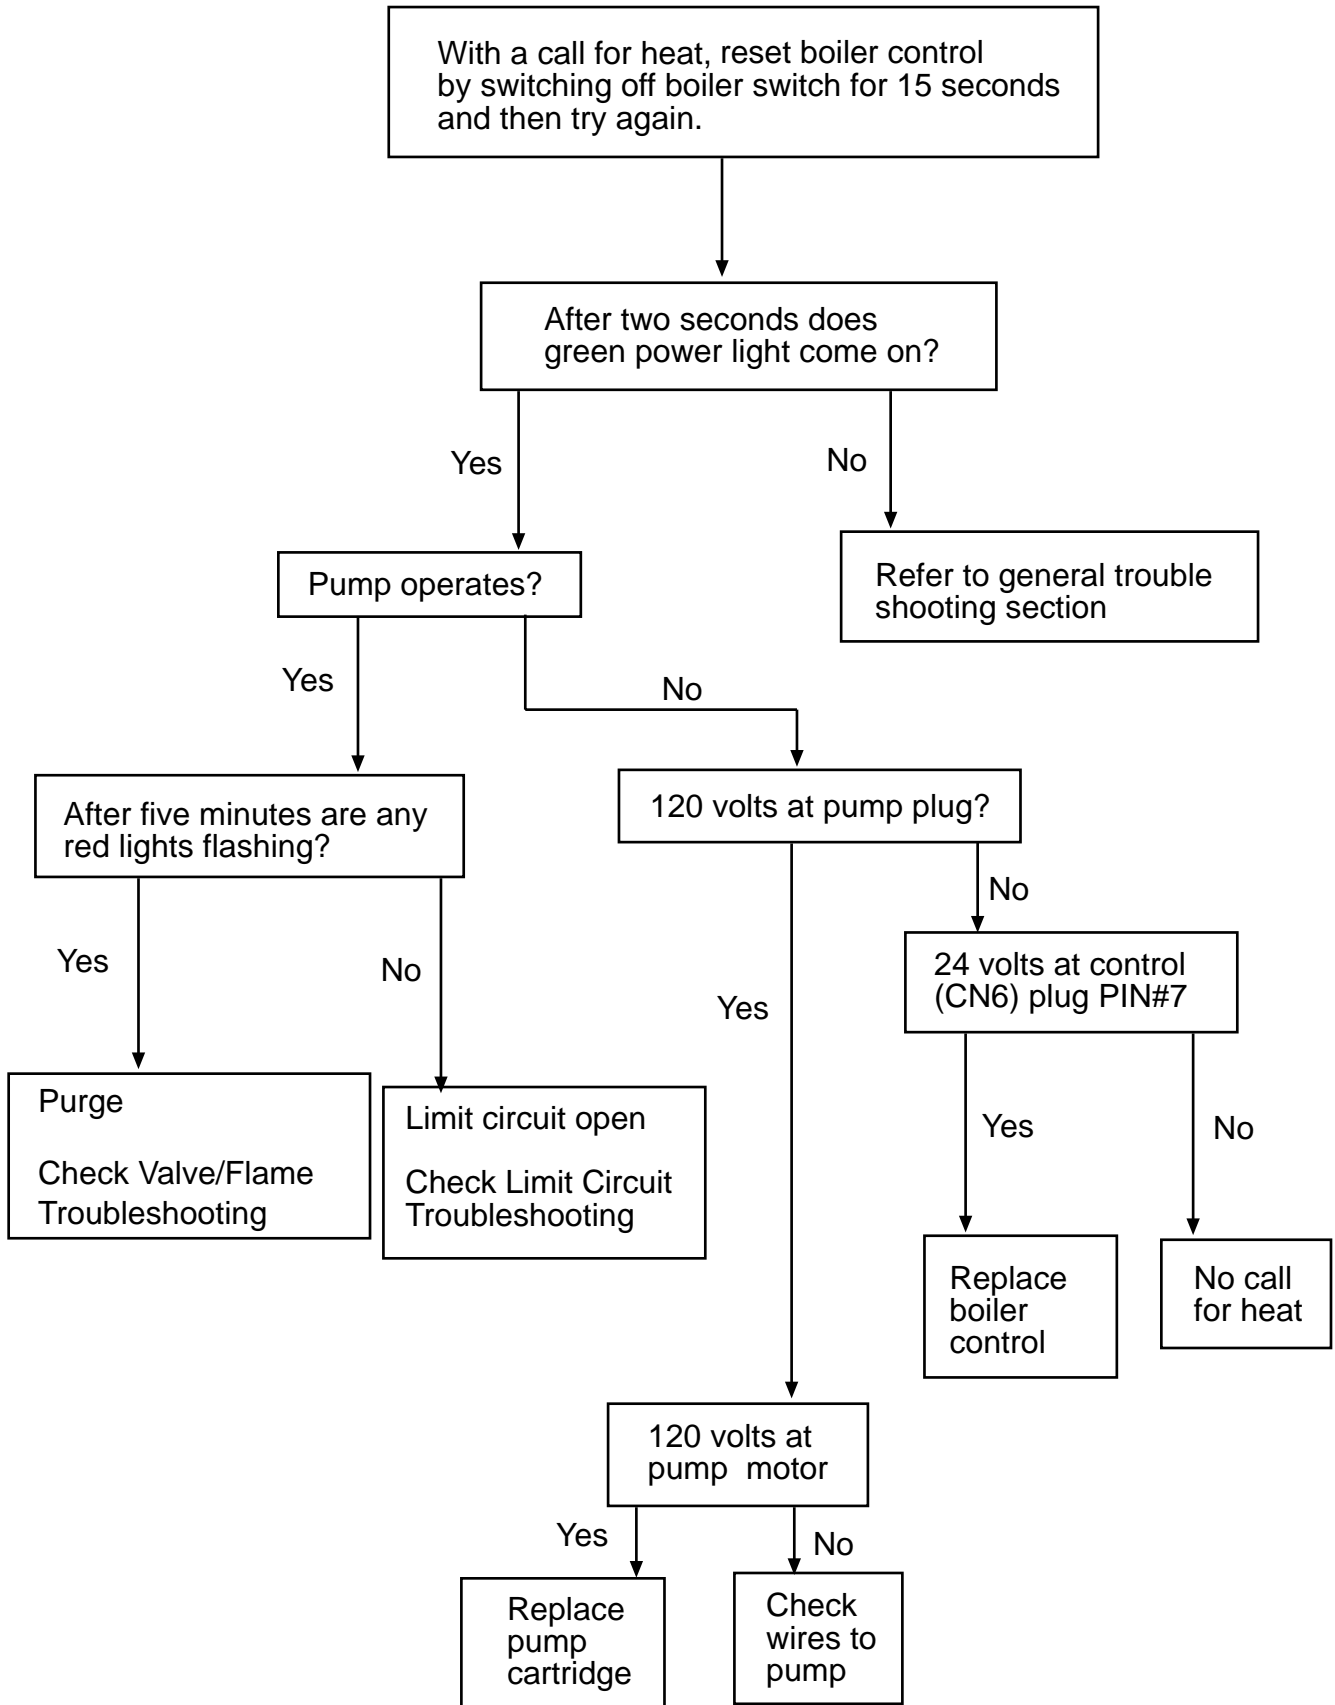 With a call for heat, reset boiler control
by switching off boiler switch for 15 seconds
and then try again.
After two seconds does
green power light come on?
Yes
No
Pump operates?
Refer to general trouble
shooting section
Yes
No
After five minutes are any
red lights flashing?
120 volts at pump plug?
Yes
No
Yes
No
24 volts at control
(CN6) plug PIN#7
Purge
Check Valve/Flame
Troubleshooting
Limit circuit open
Check Limit Circuit
Troubleshooting
Yes
No
Replace
boiler
control
No call
for heat
120 volts at
pump motor
Yes
No
Replace
pump
cartridge
Check
wires to
pump